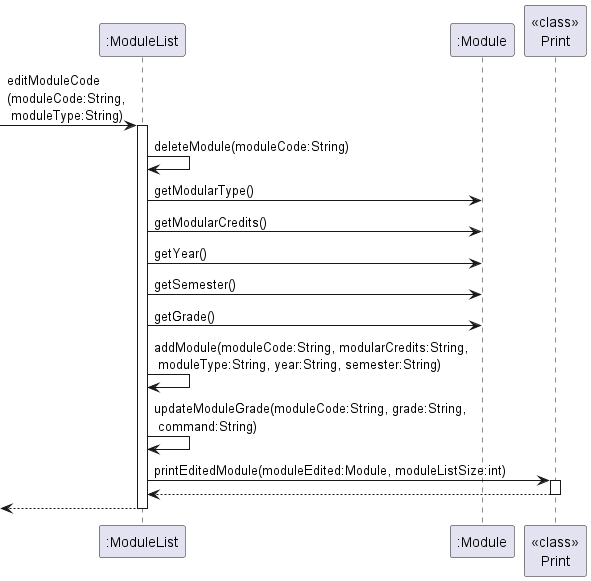 «class»
:ModuleList
:Module
Print
editModuleCode
(moduleCode:String,
moduleType:String)
deleteModule(moduleCode:String)
getModularType()
getModularCredits()
getYear()
getSemester()
getGrade()
addModule(moduleCode:String, modularCredits:String,
moduleType:String, year:String, semester:String)
updateModuleGrade(moduleCode:String, grade:String,
command:String)
printEditedModule(moduleEdited:Module, moduleListSize:int)
:ModuleList
:Module
«class»
Print